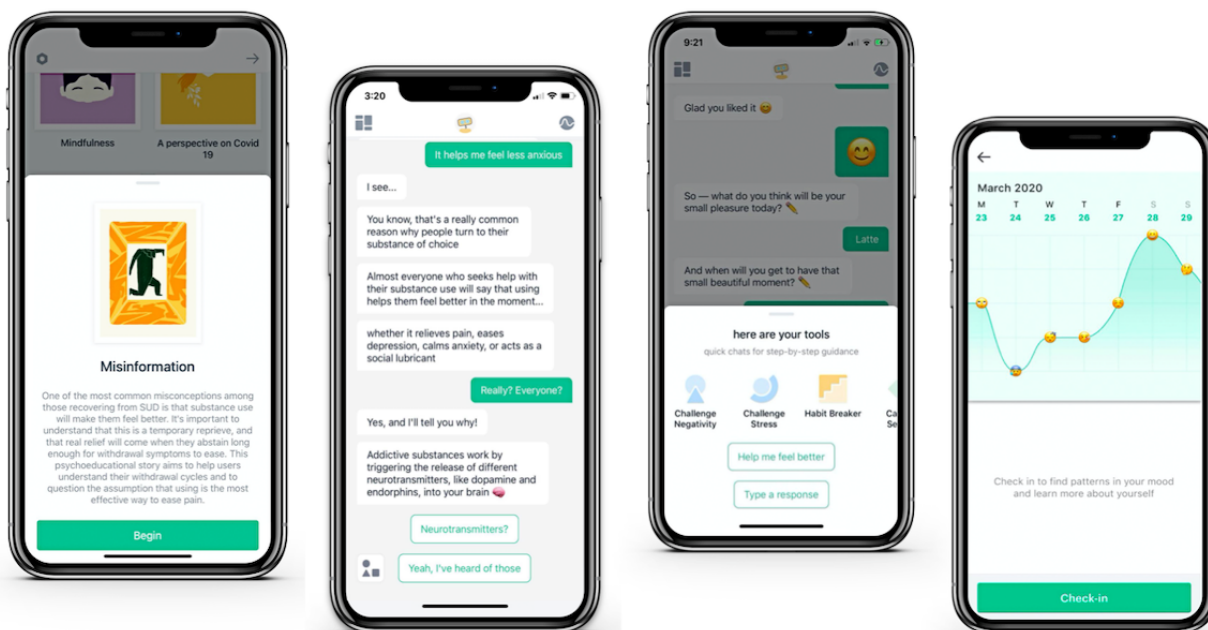 Mindfulness
A perspective on Covid
19
Misinformation
One of the most common misconceptions among
those recovering from SUD is that substance use
will make them feel better. It's important to
understand that this is a temporary reprieve, and
that real relief will come when they abstain long
enough for withdrawal symptoms to ease. This
psychoeducational story aims to help users
understand their withdrawal cycles and to
question the assumption that using is the most
effective way to ease pain.
Begin
3:20
It helps me feel less anxious
I see...
You know, that's a really common
reason why people turn to their
substance of choice
Almost everyone who seeks help with
their substance use will say that using
helps them feel better in the moment...
whether it relieves pain, eases
depression, calms anxiety, or acts as a
social lubricant
Really? Everyone?
Yes, and I'll tell you why!
Addictive substances work by
triggering the release of different
neurotransmitters, like dopamine and
endorphins, into your brain 🧠
Neurotransmitters?
Yeah, I've heard of those
9:21
Glad you liked it 😊
So — what do you think will be your
small pleasure today? ✏️
Latte
And when will you get to have that
small beautiful moment? ✏️
here are your tools
quick chats for step-by-step guidance
Challenge
Negativity
Challenge
Stress
Habit Breaker
Ca
Se
Help me feel better
Type a response
March 2020
M T W T F S S
23 24 25 26 27 28 29
Check in to find patterns in your mood
and learn more about yourself
Check-in